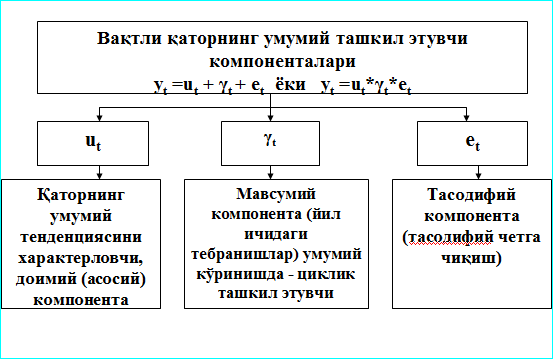 Вақтли қаторнинг умумий ташкил этувчи
компоненталари
yt =ut + γt + et ёки yt =ut*γt*et
ut
γt
et
Қаторнинг
умумий
тенденциясини
характерловчи,
доимий (асосий)
компонента
Мавсумий
компонента (йил
ичидаги
тебранишлар) умумий
кўринишда - циклик
ташкил этувчи
Тасодифий
компонента
(тасодифий четга
чиқиш)